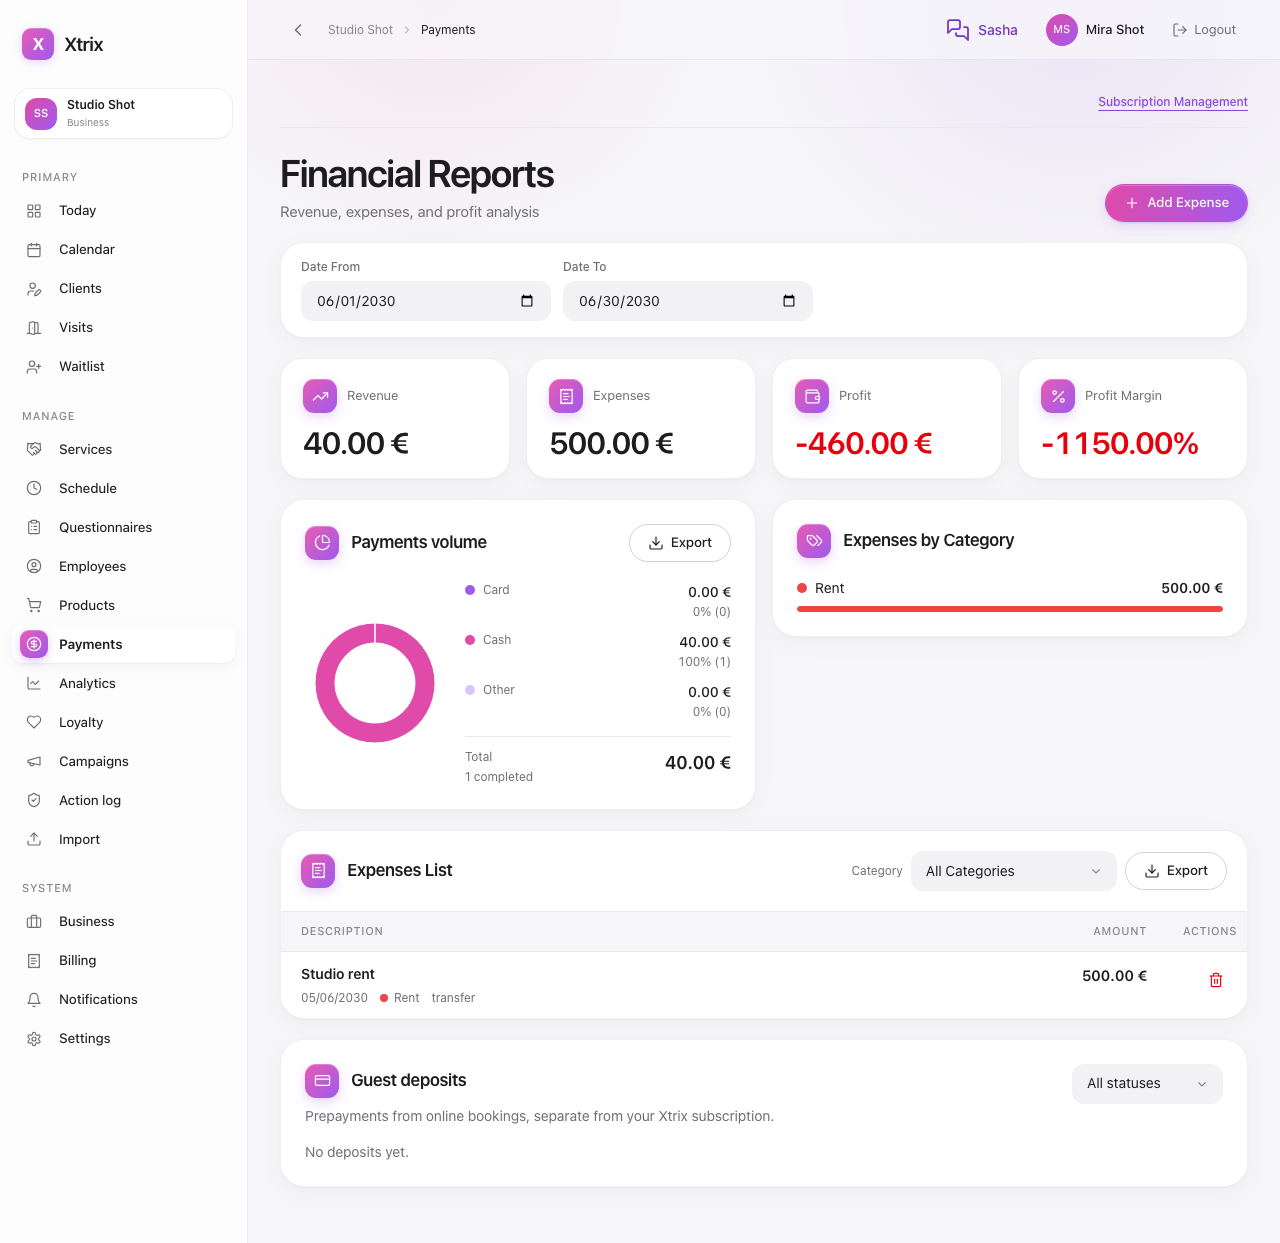 X Xtrix
SS Studio Shot
Business
PRIMARY
Today
Calendar
Clients
Visits
Waitlist
MANAGE
Services
Schedule
Questionnaires
Employees
Products
Payments
Analytics
Loyalty
Campaigns
Action log
Import
SYSTEM
Business
Billing
Notifications
Settings
Studio Shot > Payments
Sasha
MS Mira Shot
Logout
Subscription Management
Financial Reports
Revenue, expenses, and profit analysis
+ Add Expense
Date From
06/01/2030
Date To
06/30/2030
Revenue
40.00 €
Expenses
500.00 €
Profit
-460.00 €
Profit Margin
-1150.00%
Payments volume
Export
Card 0.00 €
0% (0)
Cash 40.00 €
100% (1)
Other 0.00 €
0% (0)
Total 40.00 €
1 completed
Expenses by Category
Rent 500.00 €
Expenses List
Category All Categories
Export
DESCRIPTION AMOUNT ACTIONS
Studio rent 500.00 €
05/06/2030 Rent transfer
Guest deposits
All statuses
Prepayments from online bookings, separate from your Xtrix subscription.
No deposits yet.